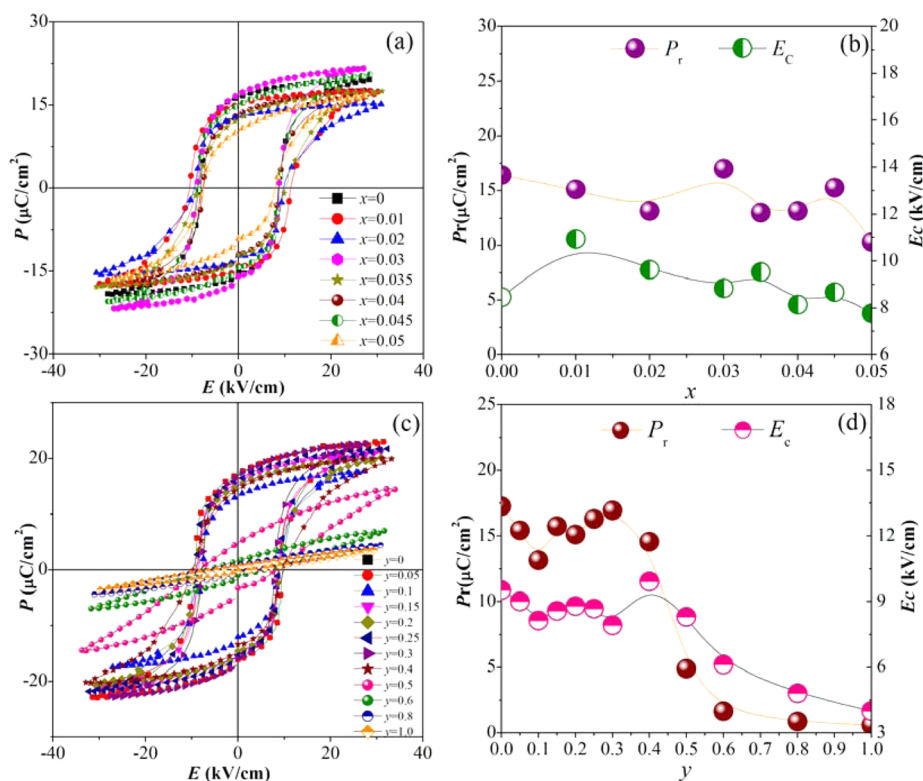 (a)
P (μC/cm²)
30
15
0
-15
-30
-40
-20
0
20
40
E (kV/cm)
x=0
x=0.01
x=0.02
x=0.03
x=0.035
x=0.04
x=0.045
x=0.05
(b)
Pr
EC
Pr(μC/cm²)
30
25
20
15
10
5
0
Ec (kV/cm)
20
18
16
14
12
10
8
6
0.00
0.01
0.02
0.03
0.04
0.05
x
(c)
P (μC/cm²)
20
0
-20
-40
-20
0
20
40
E (kV/cm)
y=0
y=0.05
y=0.1
y=0.15
y=0.2
y=0.25
y=0.3
y=0.4
y=0.5
y=0.6
y=0.8
y=1.0
(d)
Pr
Ec
Pr(μC/cm²)
25
20
15
10
5
0
Ec (kV/cm)
18
15
12
9
6
3
0.0
0.1
0.2
0.3
0.4
0.5
0.6
0.7
0.8
0.9
1.0
y